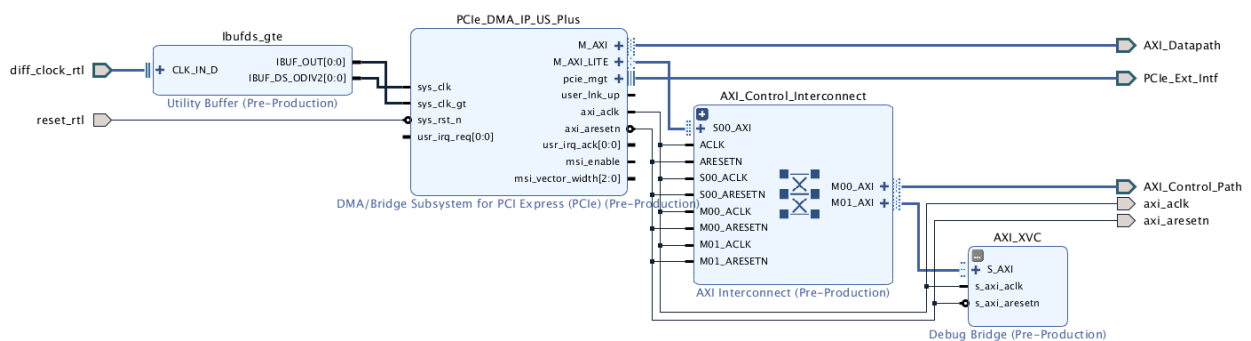 PCIe_DMA_IP_US_Plus
Ibufds_gte
diff_clock_rtl
CLK_IN_D
IBUF_OUT[0:0]
IBUF_DS_ODIV2[0:0]
Utility Buffer (Pre-Production)
reset_rtl
sys_clk
sys_clk_gt
sys_rst_n
usr_irq_req[0:0]
M_AXI
M_AXI_LITE
pcie_mgt
user_lnk_up
axi_aclk
axi_aresetn
usr_irq_ack[0:0]
msi_enable
msi_vector_width[2:0]
DMA/Bridge Subsystem for PCI Express (PCIe) (Pre-Production)
AXI_Control_Interconnect
S00_AXI
ACLK
ARESETN
S00_ACLK
S00_ARESETN
M00_ACLK
M00_ARESETN
M01_ACLK
M01_ARESETN
M00_AXI
M01_AXI
AXI Interconnect (Pre-Production)
AXI_Datapath
PCIe_Ext_Intf
AXI_Control_Path
axi_aclk
axi_aresetn
AXI_XVC
S_AXI
s_axi_aclk
s_axi_aresetn
Debug Bridge (Pre-Production)